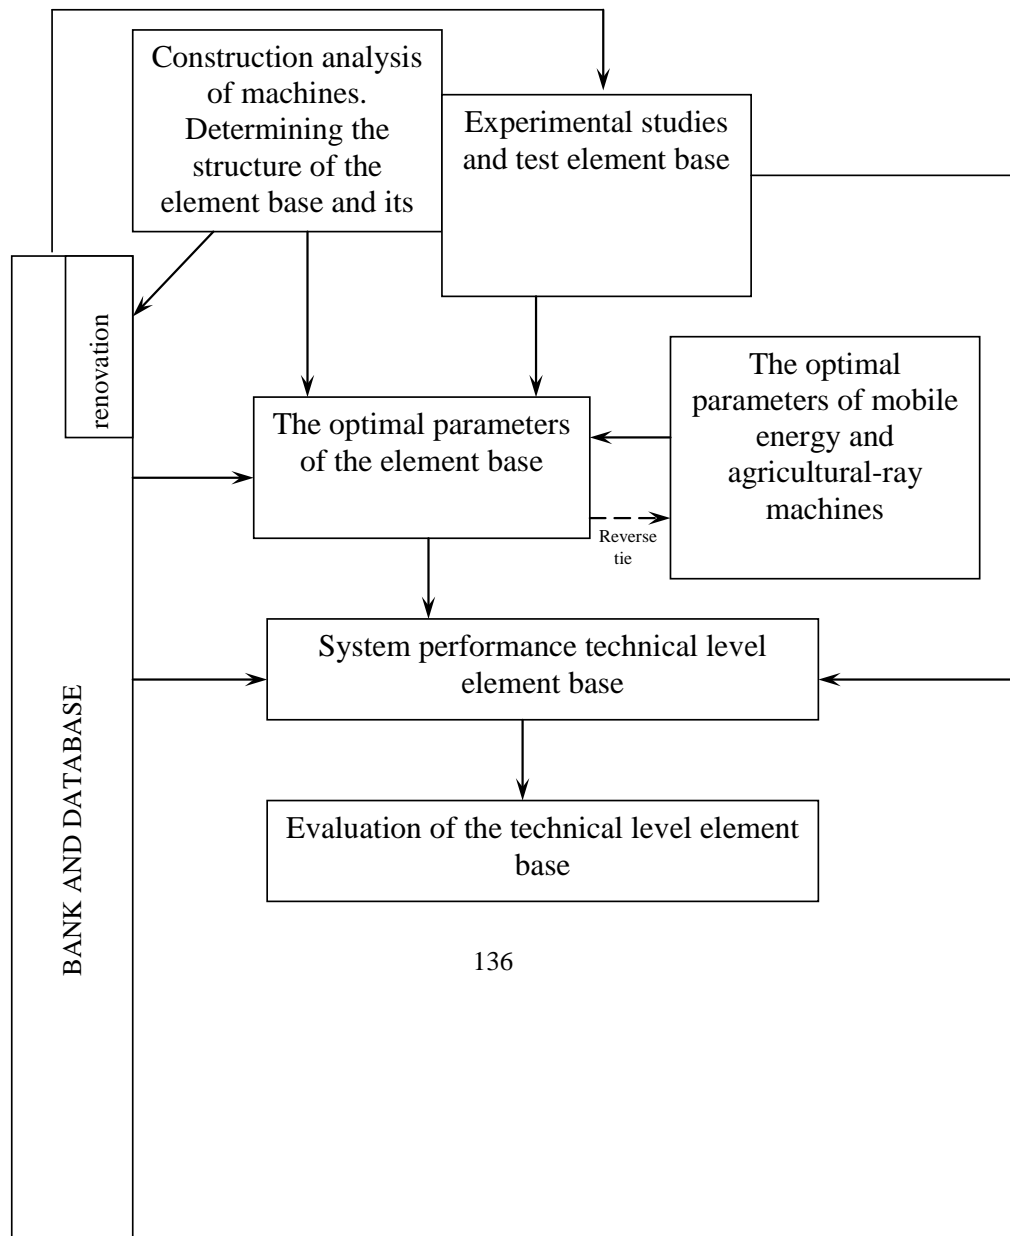 Construction analysis
of machines.
Determining the
structure of the
element base and its
Experimental studies
and test element base
renovation
The optimal parameters
of the element base
The optimal
parameters of mobile
energy and
agricultural-ray
machines
Reverse
tie
System performance technical level
element base
BANK AND DATABASE
Evaluation of the technical level element
base
136